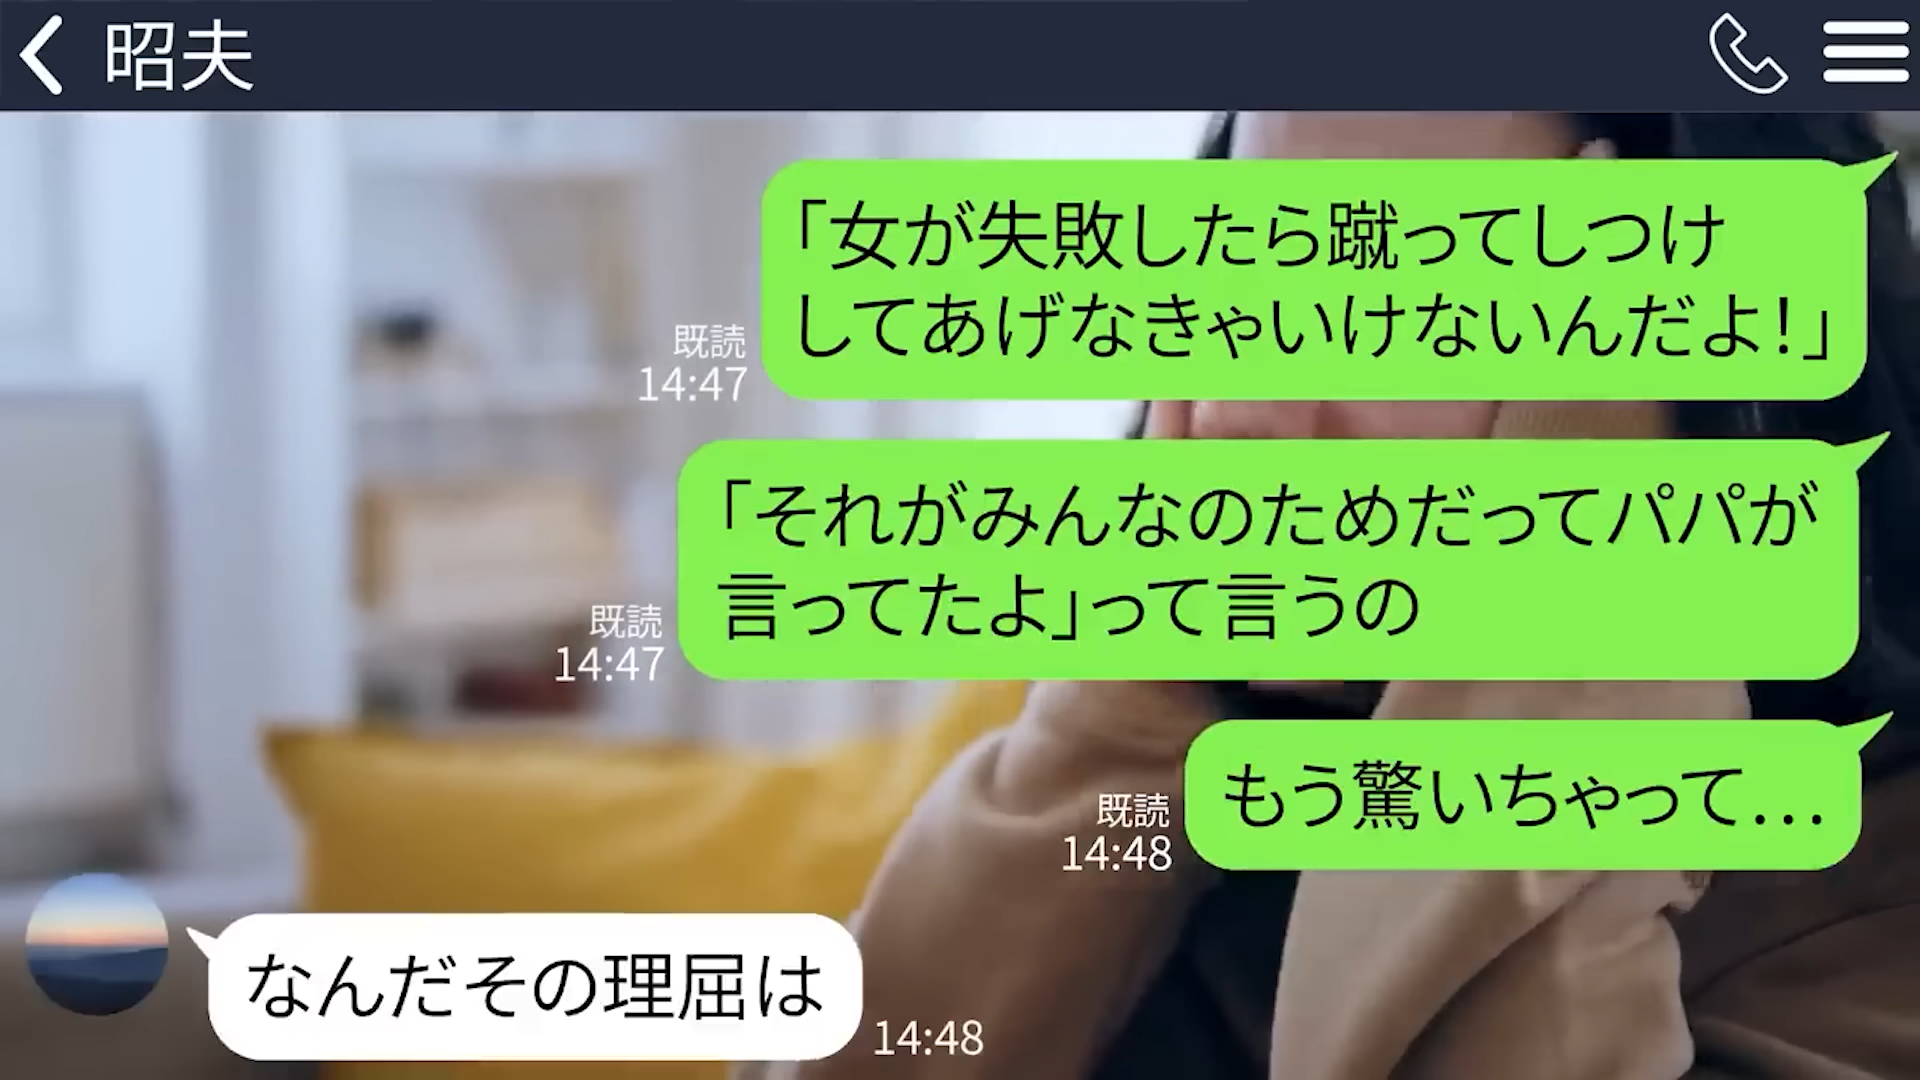 昭夫
「女が失敗したら蹴ってしつけ
してあげなきゃいけないんだよ！」
既読
14:47
「それがみんなのためだってパパが
言ってたよ」って言うの
既読
14:47
もう驚いちゃって…
既読
14:48
なんだその理屈は
14:48